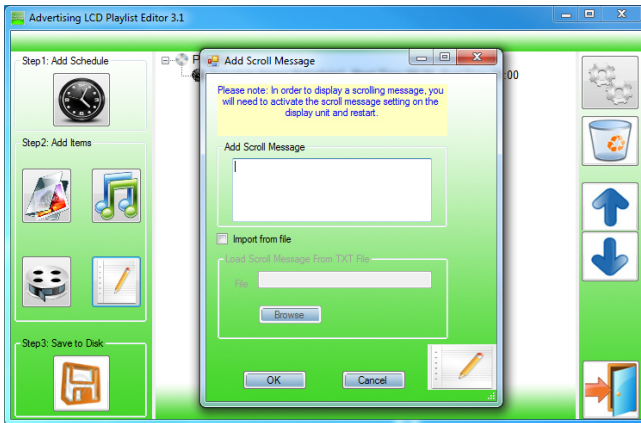 Advertising LCD Playlist Editor 3.1
Step1: Add Schedule
Step2: Add Items
Step3: Save to Disk
P
:00
Add Scroll Message
Please note: In order to display a scrolling message, you
will need to activate the scroll message setting on the
display unit and restart.
Add Scroll Message
Import from file
Load Scroll Message From TXT File
File
Browse
OK
Cancel